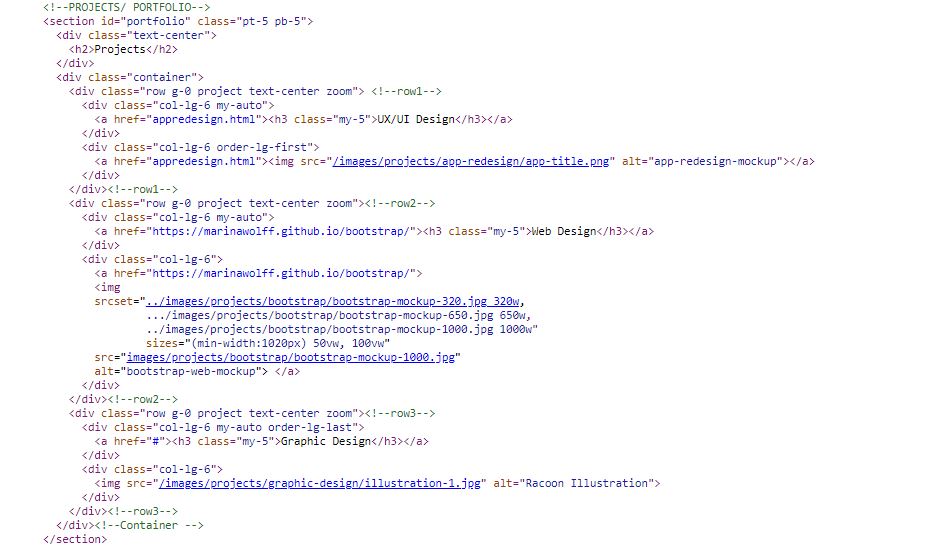 <!--PROJECTS/ PORTFOLIO-->
<section id="portfolio" class="pt-5 pb-5">
<div class="text-center">
<h2>Projects</h2>
</div>
<div class="container">
<div class="row g-0 project text-center zoom"> <!--row1-->
<div class="col-lg-6 my-auto">
<a href="appredesign.html"><h3 class="my-5">UX/UI Design</h3></a>
</div>
<div class="col-lg-6 order-lg-first">
<a href="appredesign.html"><img src="/images/projects/app-redesign/app-title.png" alt="app-redesign-mockup"></a>
</div>
</div><!--row1-->
<div class="row g-0 project text-center zoom"><!--row2-->
<div class="col-lg-6 my-auto">
<a href="https://marinawolff.github.io/bootstrap/"><h3 class="my-5">Web Design</h3></a>
</div>
<div class="col-lg-6">
<a href="https://marinawolff.github.io/bootstrap/">
<img
srcset="../images/projects/bootstrap/bootstrap-mockup-320.jpg 320w,
.../images/projects/bootstrap/bootstrap-mockup-650.jpg 650w,
../images/projects/bootstrap/bootstrap-mockup-1000.jpg 1000w"
sizes="(min-width:1020px) 50vw, 100vw"
src="images/projects/bootstrap/bootstrap-mockup-1000.jpg"
alt="bootstrap-web-mockup"> </a>
</div>
</div><!--row2-->
<div class="row g-0 project text-center zoom"><!--row3-->
<div class="col-lg-6 my-auto order-lg-last">
<a href="#"><h3 class="my-5">Graphic Design</h3></a>
</div>
<div class="col-lg-6">
<img src="/images/projects/graphic-design/illustration-1.jpg" alt="Racoon Illustration">
</div>
</div><!--row3-->
</div><!--Container -->
</section>